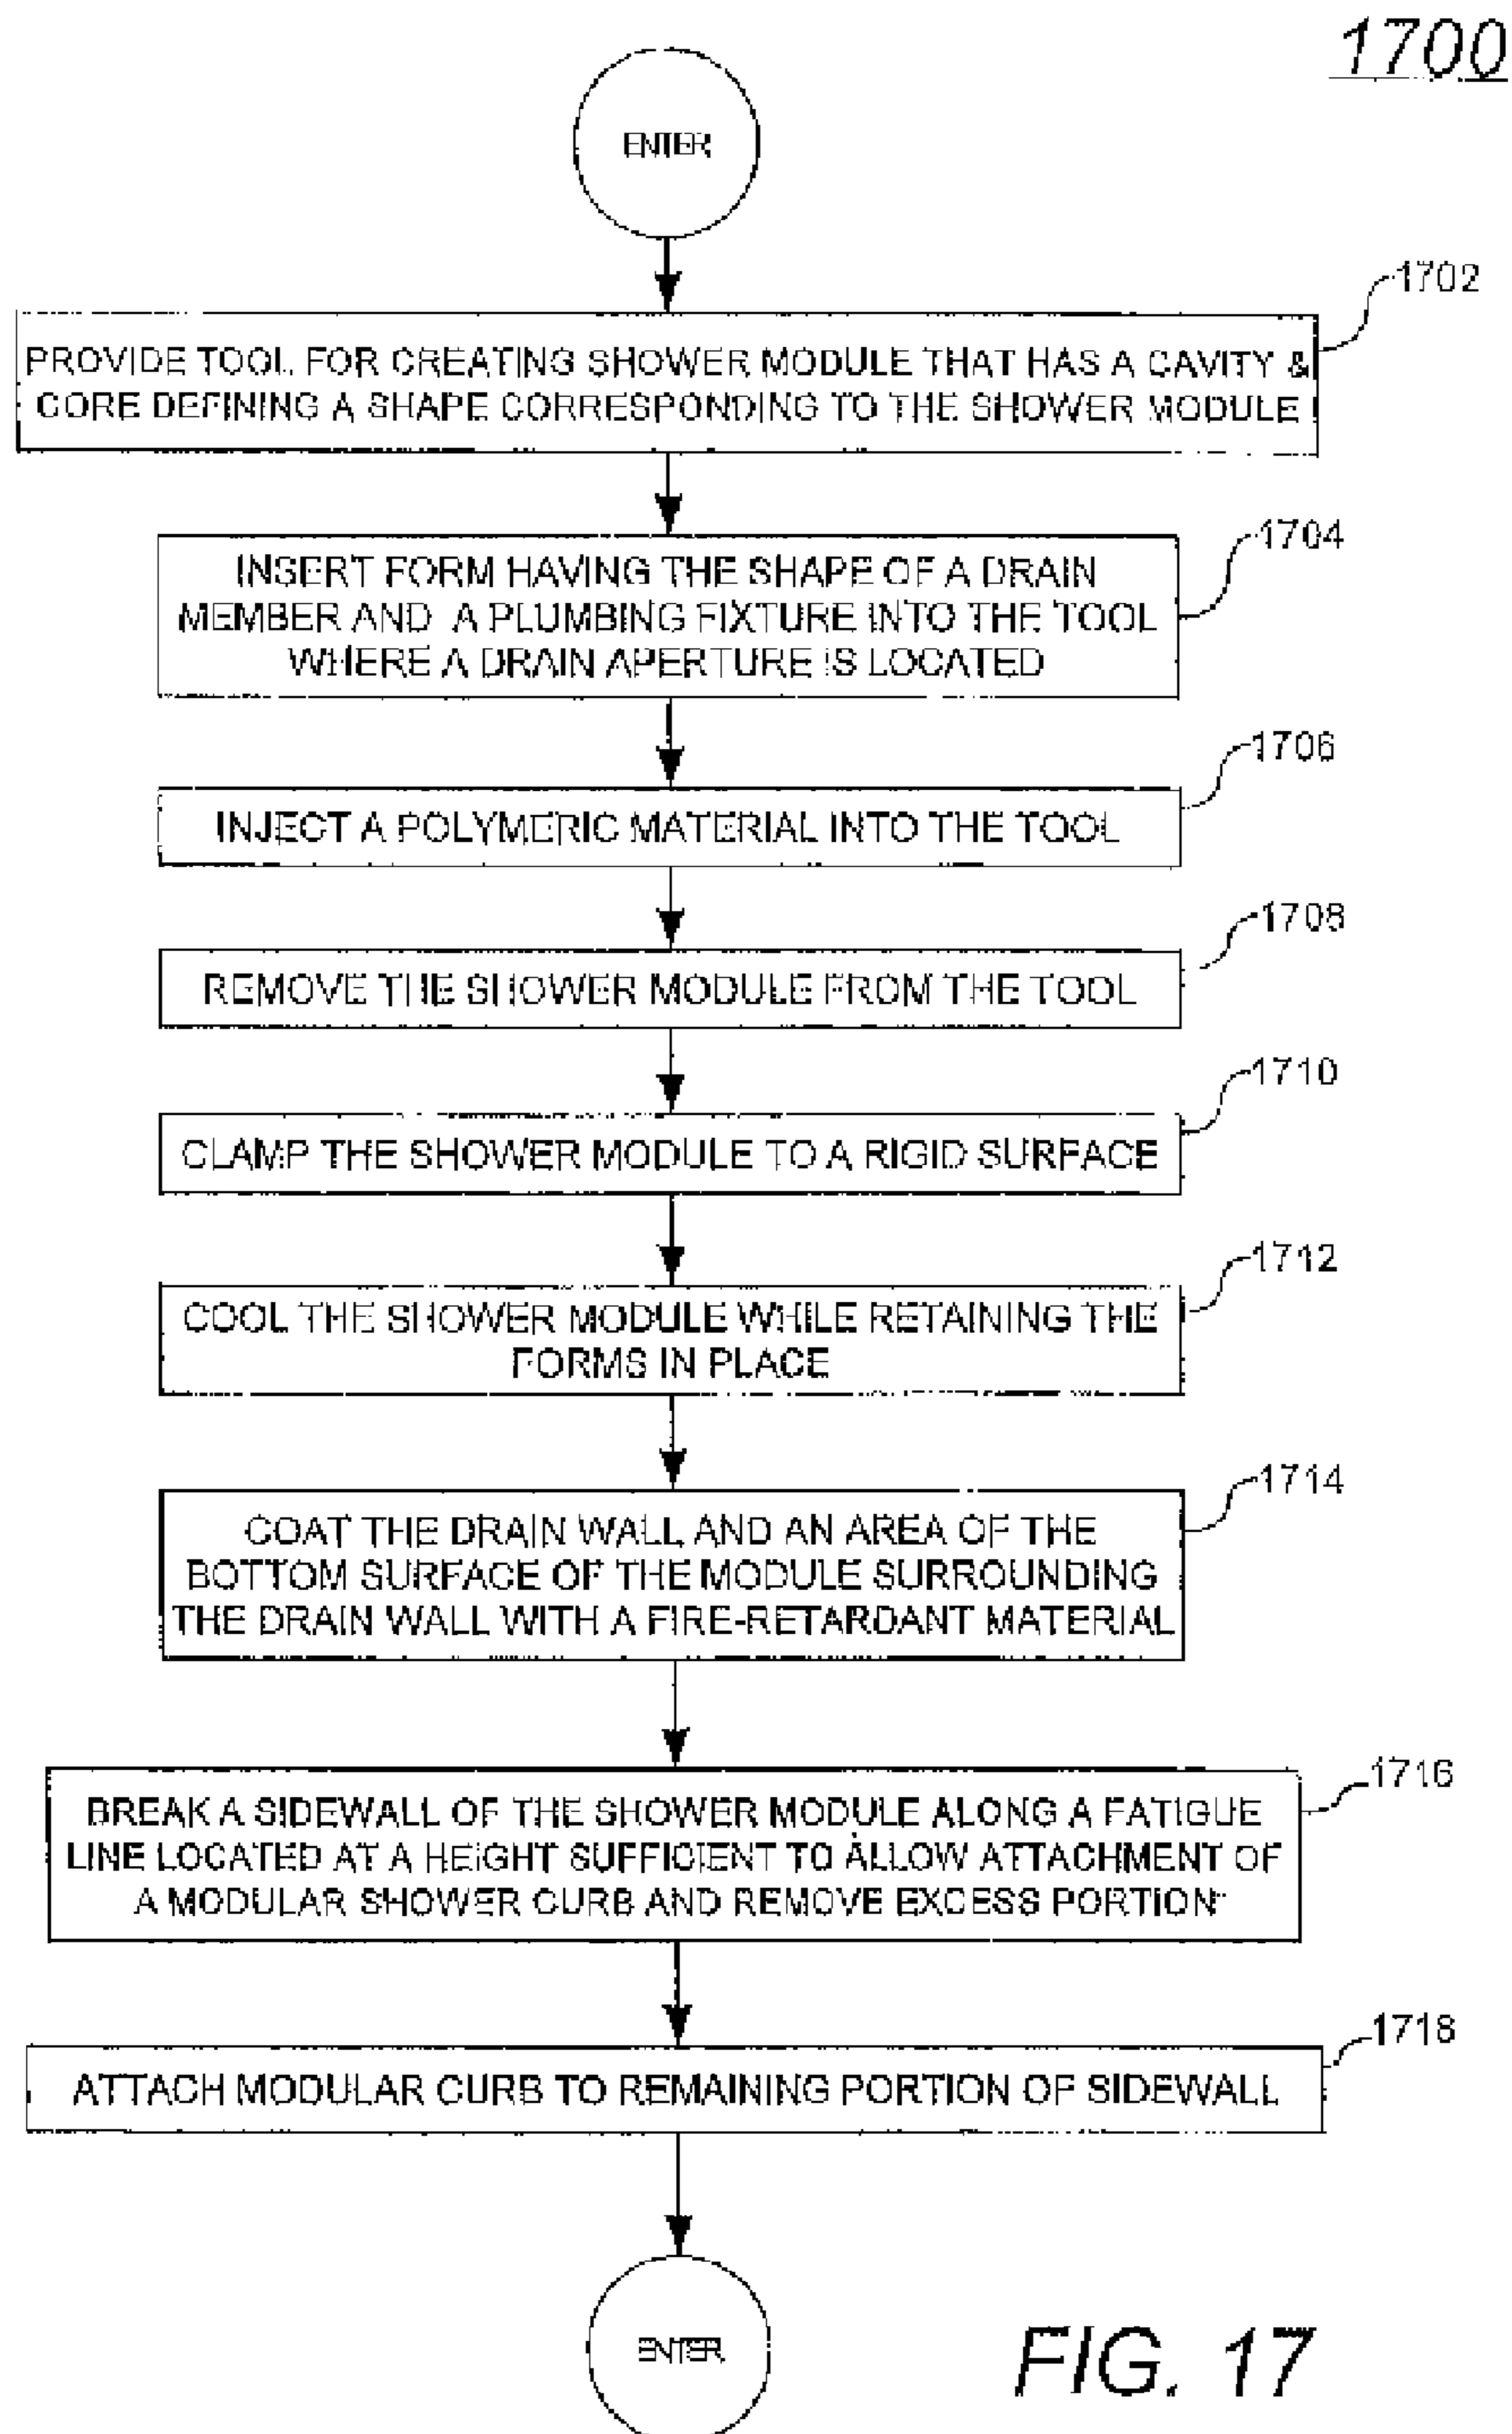 1700
ENTER
1702
PROVIDE TOOL FOR CREATING SHOWER MODULE THAT HAS A CAVITY &
CORE DEFINING A SHAPE CORRESPONDING TO THE SHOWER MODULE
1704
INSERT FORM HAVING THE SHAPE OF A DRAIN
MEMBER AND A PLUMBING FIXTURE INTO THE TOOL
WHERE A DRAIN APERTURE IS LOCATED
1706
INJECT A POLYMERIC MATERIAL INTO THE TOOL
1708
REMOVE THE SHOWER MODULE FROM THE TOOL
1710
CLAMP THE SHOWER MODULE TO A RIGID SURFACE
1712
COOL THE SHOWER MODULE WHILE RETAINING THE
FORMS IN PLACE
1714
COAT THE DRAIN WALL AND AN AREA OF THE
BOTTOM SURFACE OF THE MODULE SURROUNDING
THE DRAIN WALL WITH A FIRE-RETARDANT MATERIAL
1716
BREAK A SIDEWALL OF THE SHOWER MODULE ALONG A FATIGUE
LINE LOCATED AT A HEIGHT SUFFICIENT TO ALLOW ATTACHMENT OF
A MODULAR SHOWER CURB AND REMOVE EXCESS PORTION
1718
ATTACH MODULAR CURB TO REMAINING PORTION OF SIDEWALL
ENTER
FIG. 17